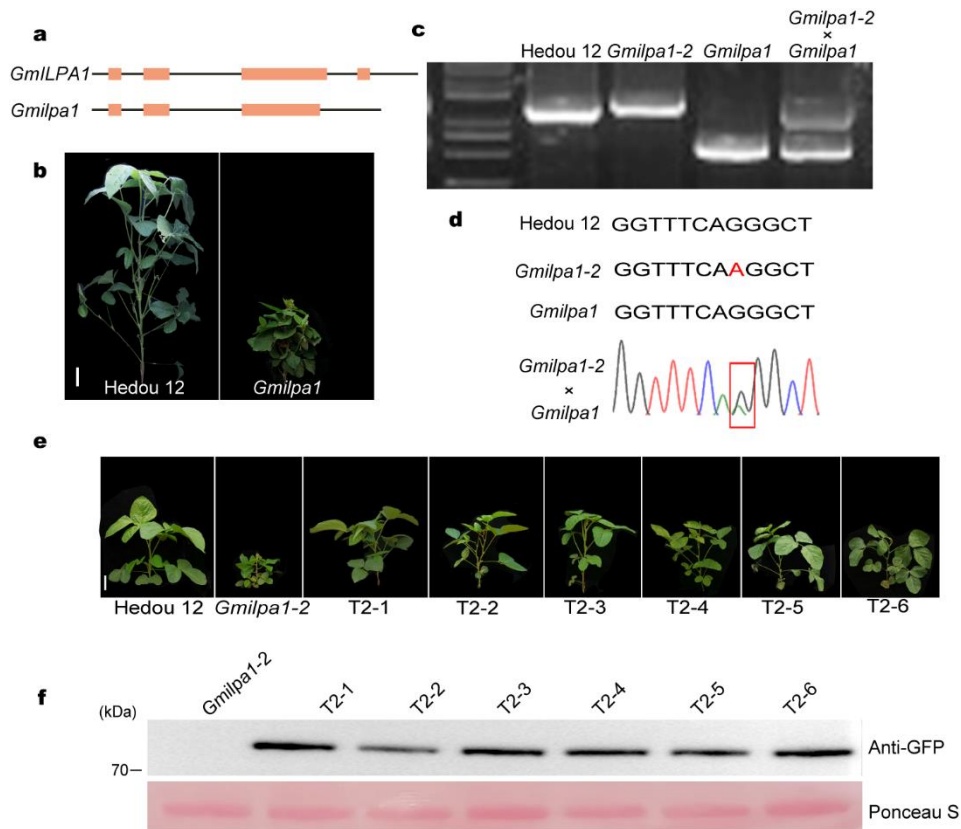 a
GmILPA1
Gmilpa1
b
Hedou 12
Gmilpa1
c
Hedou 12 Gmilpa1-2 Gmilpa1 Gmilpa1-2
×
Gmilpa1
d
Hedou 12 GGTTTCAGGGCT
Gmilpa1-2 GGTTTCAAGGCT
Gmilpa1 GGTTTCAGGGCT
Gmilpa1-2
×
Gmilpa1
e
Hedou 12 Gmilpa1-2 T2-1 T2-2 T2-3 T2-4 T2-5 T2-6
f
Gmilpa1-2 T2-1 T2-2 T2-3 T2-4 T2-5 T2-6
(kDa)
70
Anti-GFP
Ponceau S